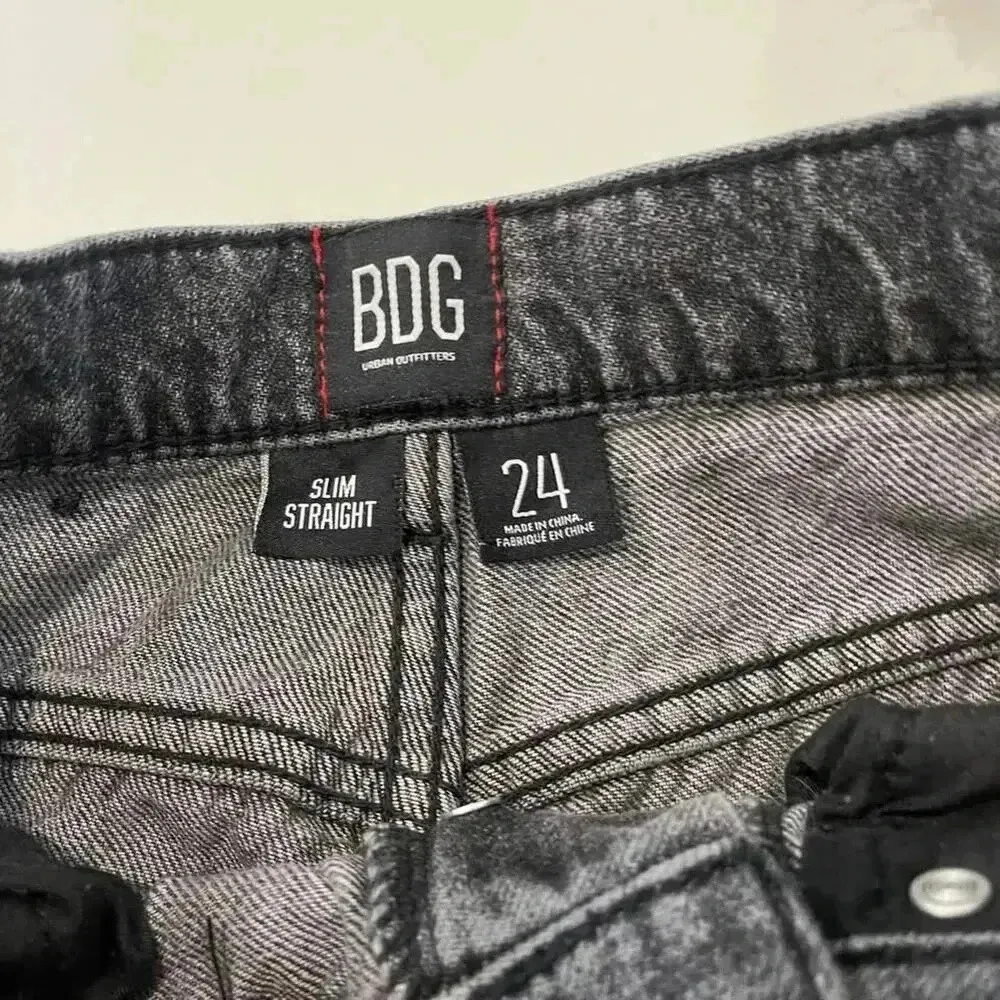 BDG
URBAN OUTFITTERS
SLIM
STRAIGHT
24
MADE IN CHINA.
FABRIQUÉ EN CHINE